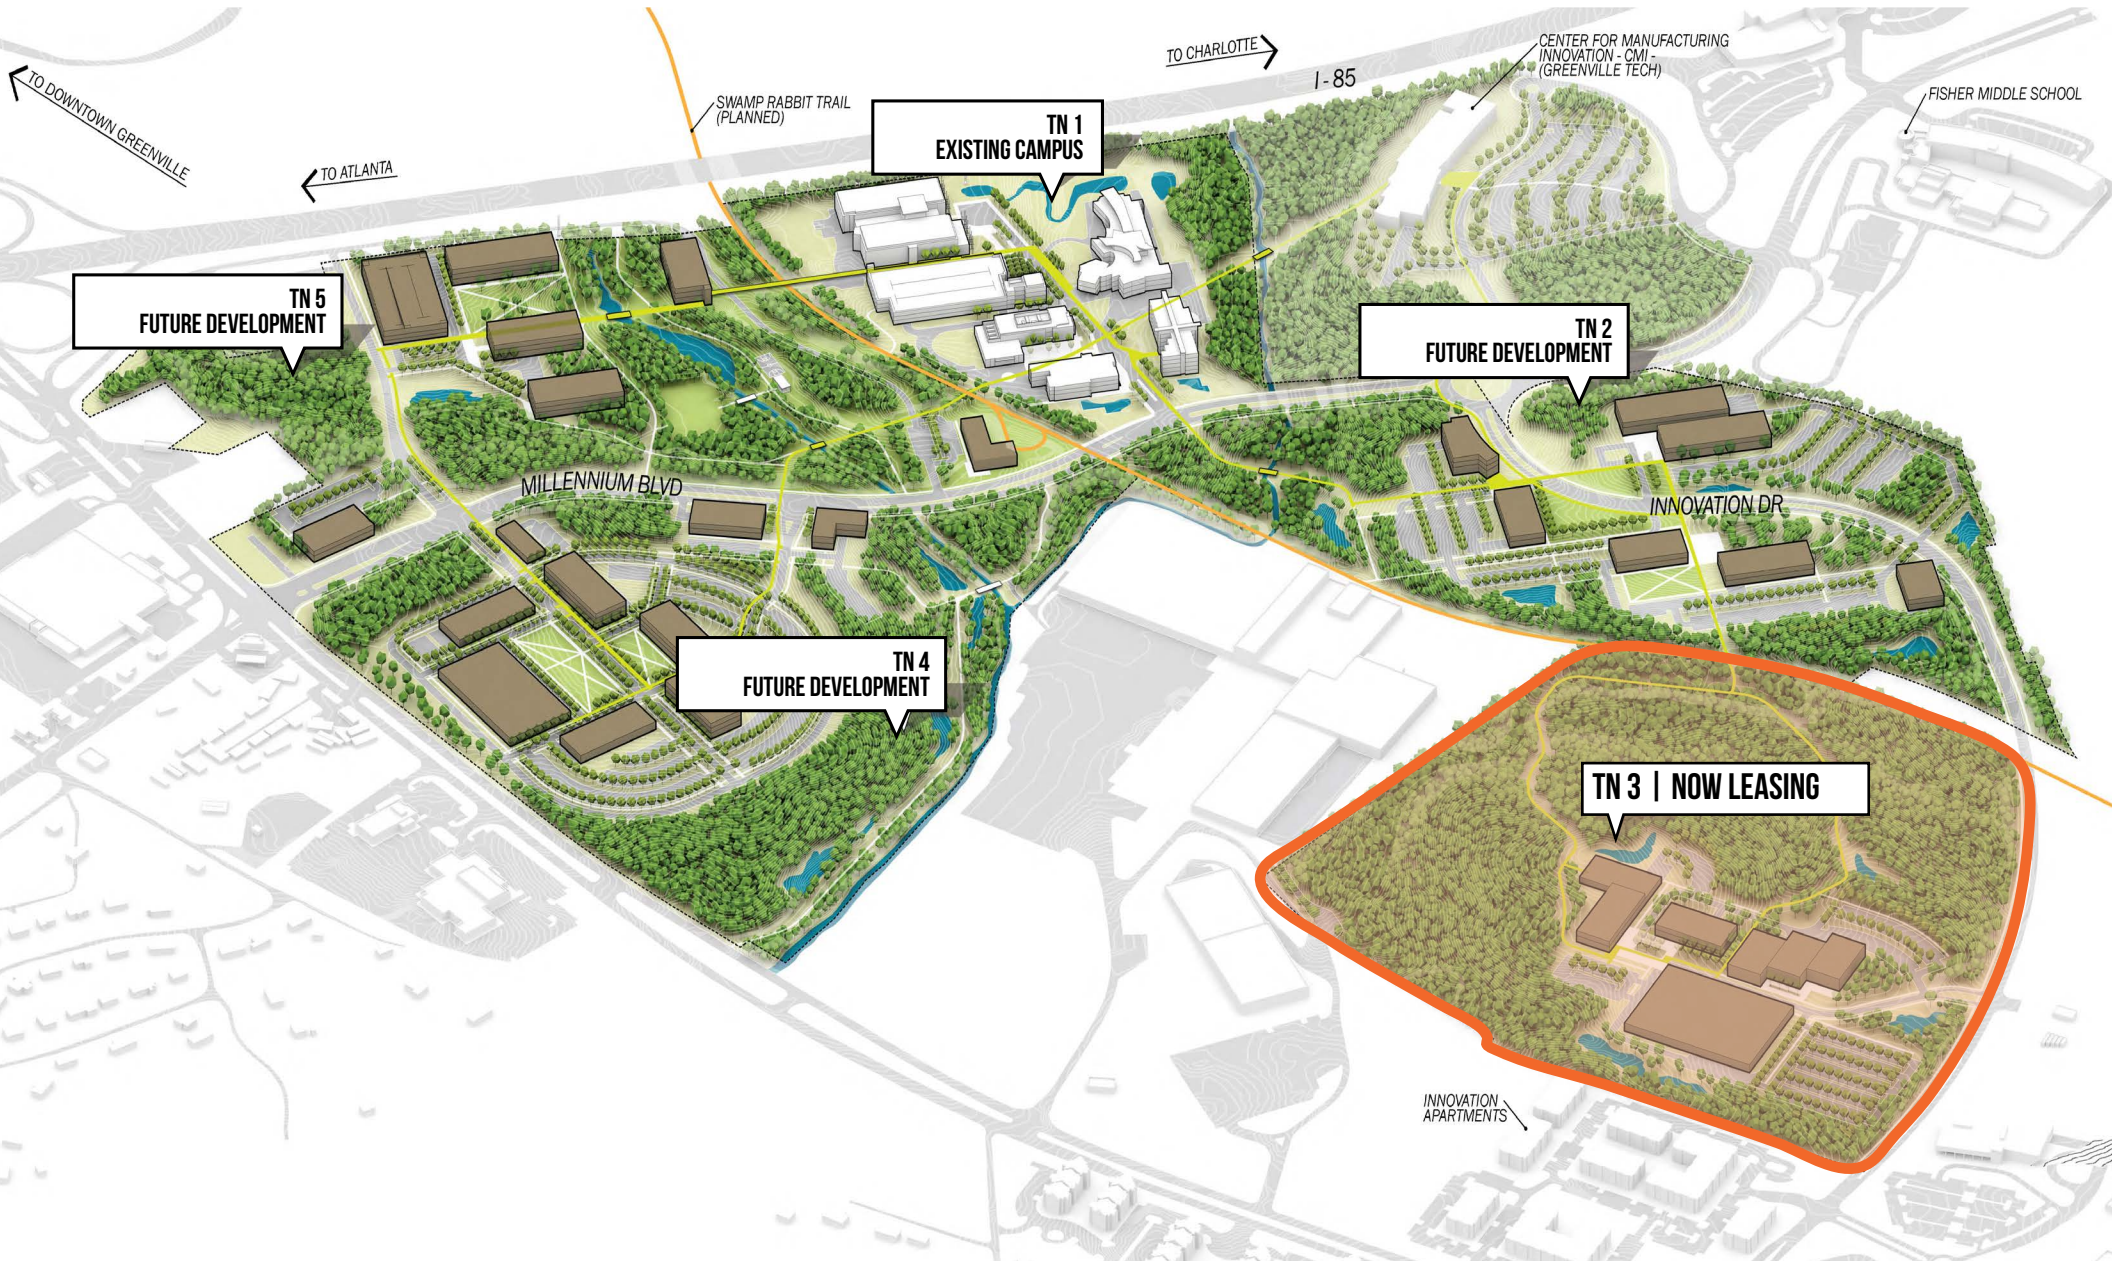 TO CHARLOTTE
CENTER FOR MANUFACTURING
INNOVATION - CMI -
(GREENVILLE TECH)
I - 85
TO DOWNTOWN GREENVILLE
SWAMP RABBIT TRAIL
(PLANNED)
FISHER MIDDLE SCHOOL
TN 1
EXISTING CAMPUS
TO ATLANTA
TN 5
FUTURE DEVELOPMENT
TN 2
FUTURE DEVELOPMENT
MILLENNIUM BLVD
INNOVATION DR
TN 4
FUTURE DEVELOPMENT
TN 3 | NOW LEASING
INNOVATION
APARTMENTS